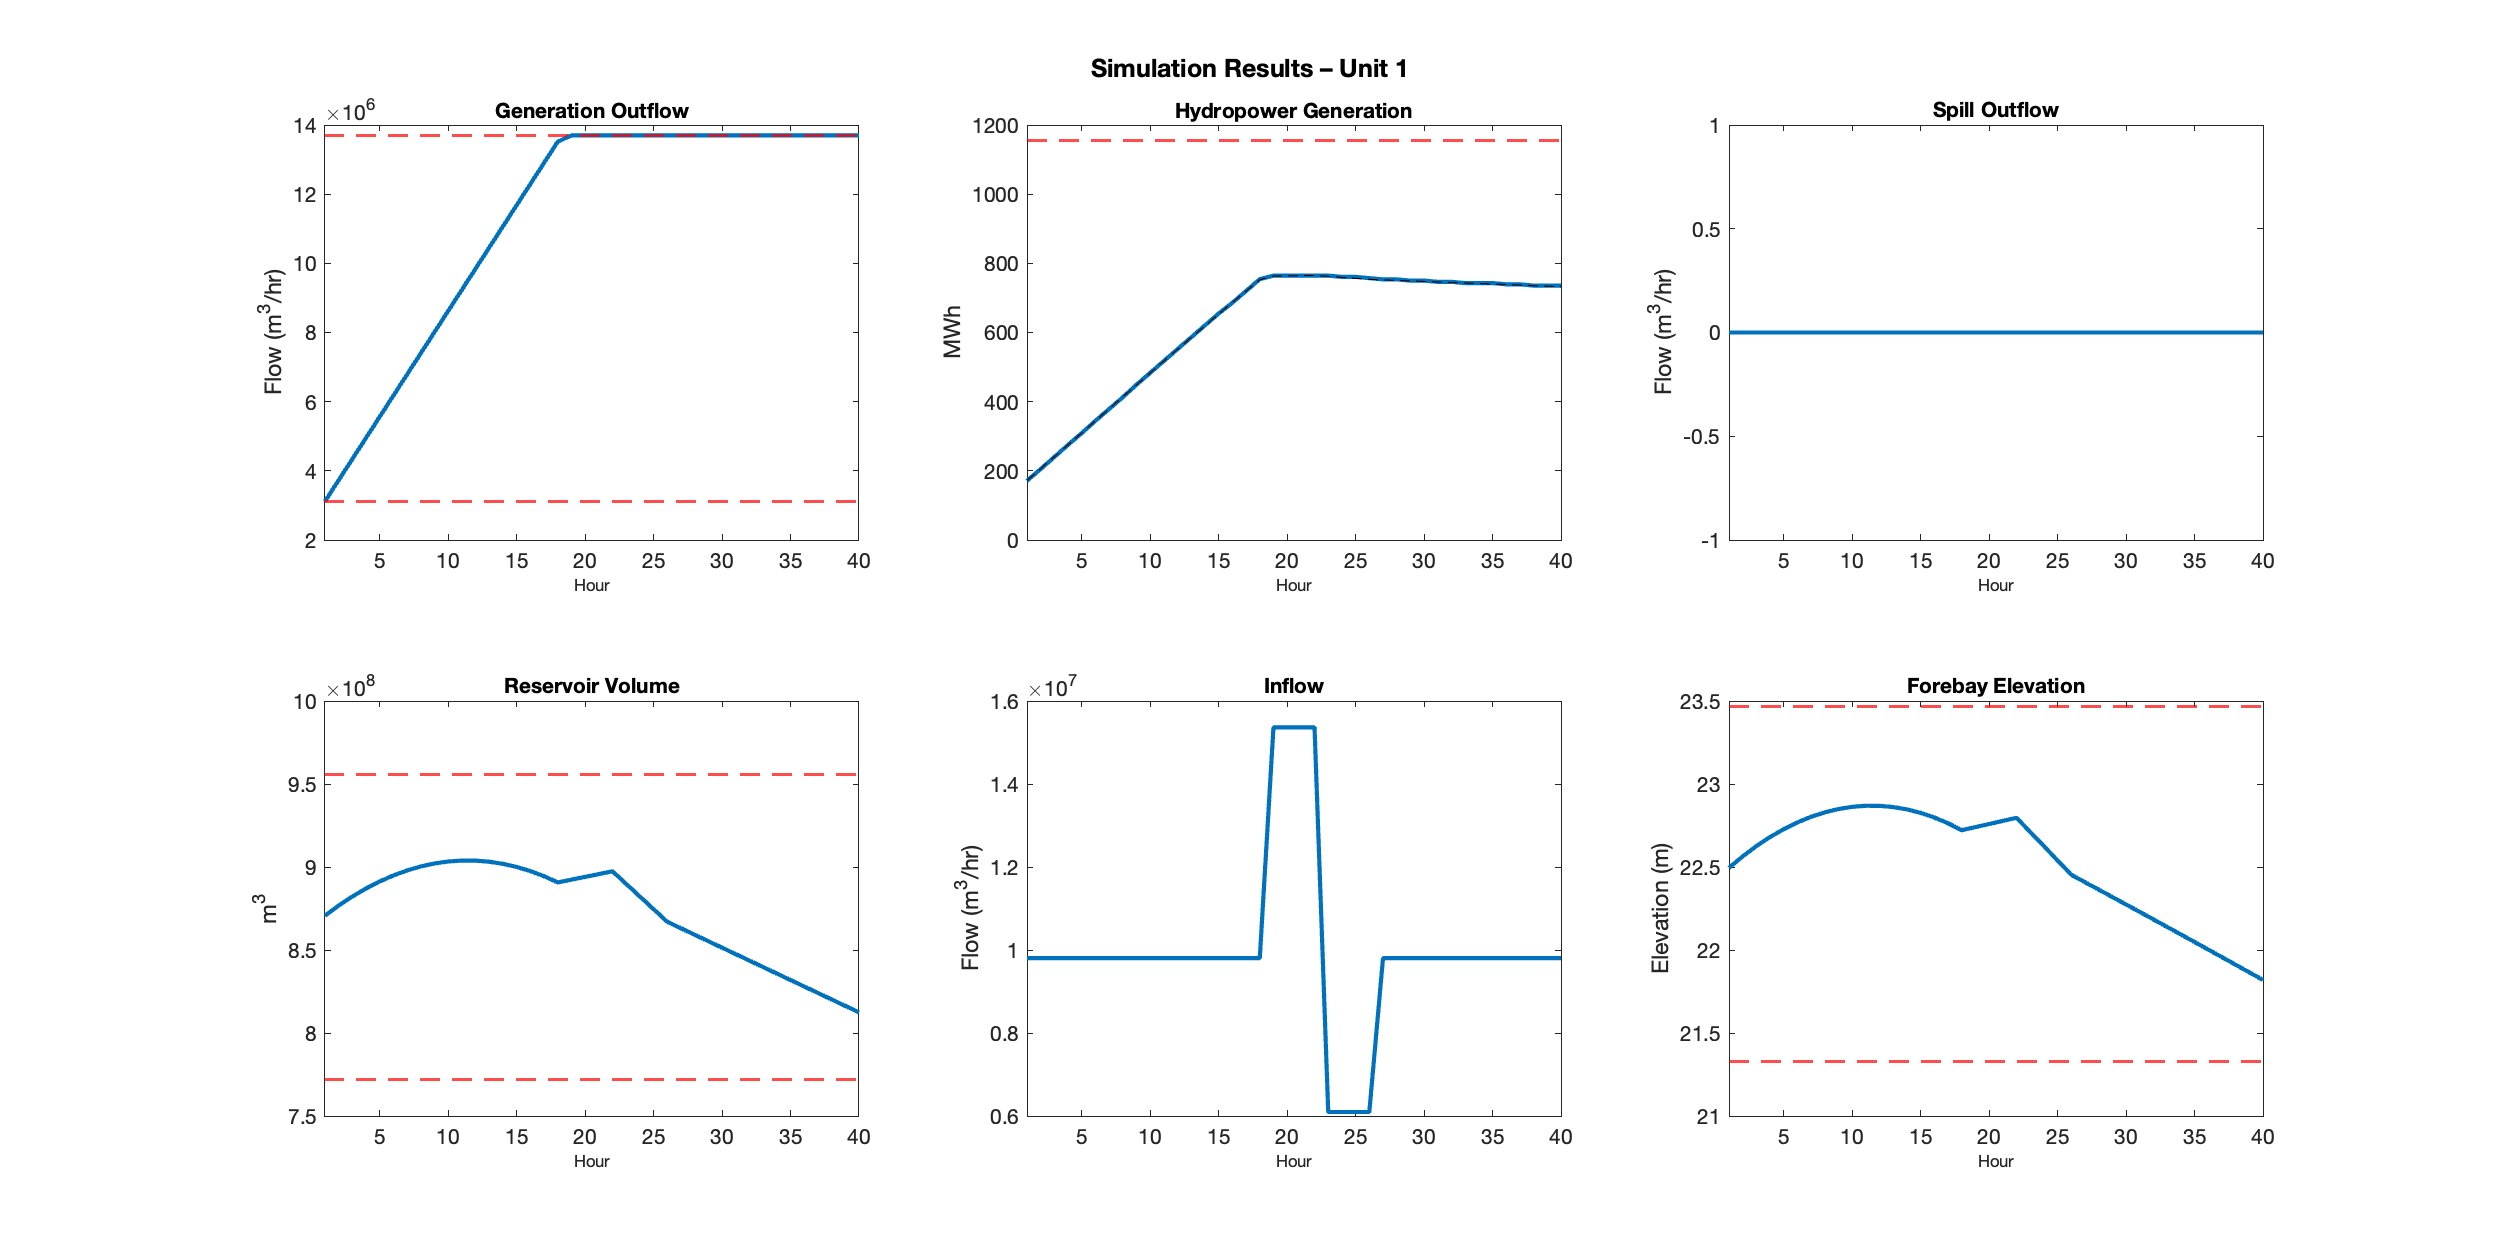 Simulation Results – Unit 1
Generation Outflow
×10^6
Flow (m^3/hr)
14
12
10
8
6
4
2
5 10 15 20 25 30 35 40
Hour
Hydropower Generation
MWh
1200
1000
800
600
400
200
0
5 10 15 20 25 30 35 40
Hour
Spill Outflow
Flow (m^3/hr)
1
0.5
0
-0.5
-1
5 10 15 20 25 30 35 40
Hour
Reservoir Volume
×10^8
m^3
10
9.5
9
8.5
8
7.5
5 10 15 20 25 30 35 40
Hour
Inflow
×10^7
Flow (m^3/hr)
1.6
1.4
1.2
1
0.8
0.6
5 10 15 20 25 30 35 40
Hour
Forebay Elevation
Elevation (m)
23.5
23
22.5
22
21.5
21
5 10 15 20 25 30 35 40
Hour